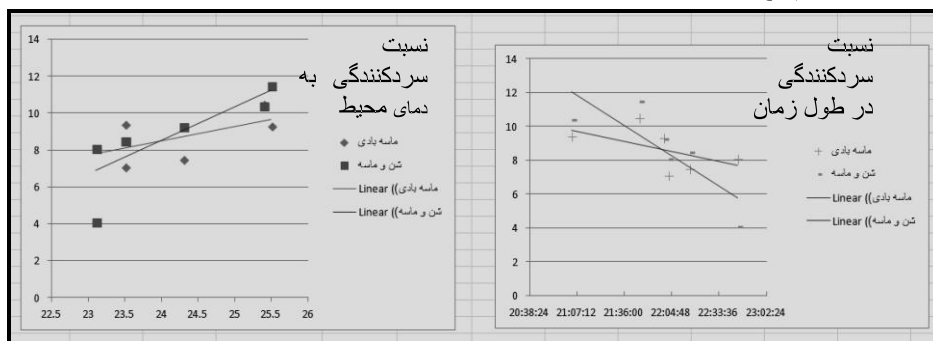 نسبت
سردکنندگی به
دمای محیط
14
12
10
8
6
4
2
0
22.5 23 23.5 24 24.5 25 25.5 26
ماسه بادی
شن و ماسه
Linear ((ماسه بادی
Linear ((شن و ماسه
نسبت
سردکنندگی
در طول زمان
14
12
10
8
6
4
2
0
20:38:24 21:07:12 21:36:00 22:04:48 22:33:36 23:02:24
ماسه بادی
شن و ماسه
Linear ((ماسه بادی
Linear ((شن و ماسه